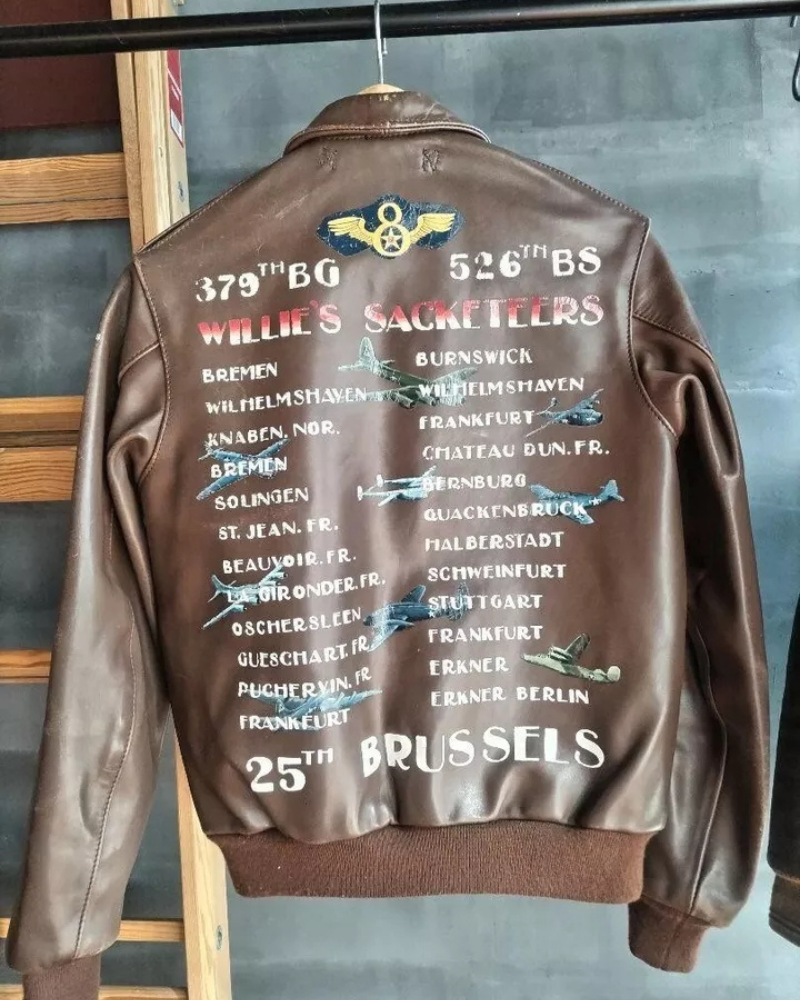 8
379TH BG 526TH BS
WILLIE'S SACKETEERS
BREMEN
WILHELMSHAVEN
KNABEN, NOR.
BREMEN
SOLINGEN
ST. JEAN. FR.
BEAUVOIR. FR.
LA GIRONDER. FR.
OSCHERSLEEN
GUESCHART. FR.
PUCHERVIN. FR
FRANKFURT
BURNSWICK
WILHELMSHAVEN
FRANKFURT
CHATEAU DUN. FR.
BERNBURG
QUACKENBRUCK
HALBERSTADT
SCHWEINFURT
STUTTGART
FRANKFURT
ERKNER
ERKNER BERLIN
25TH BRUSSELS